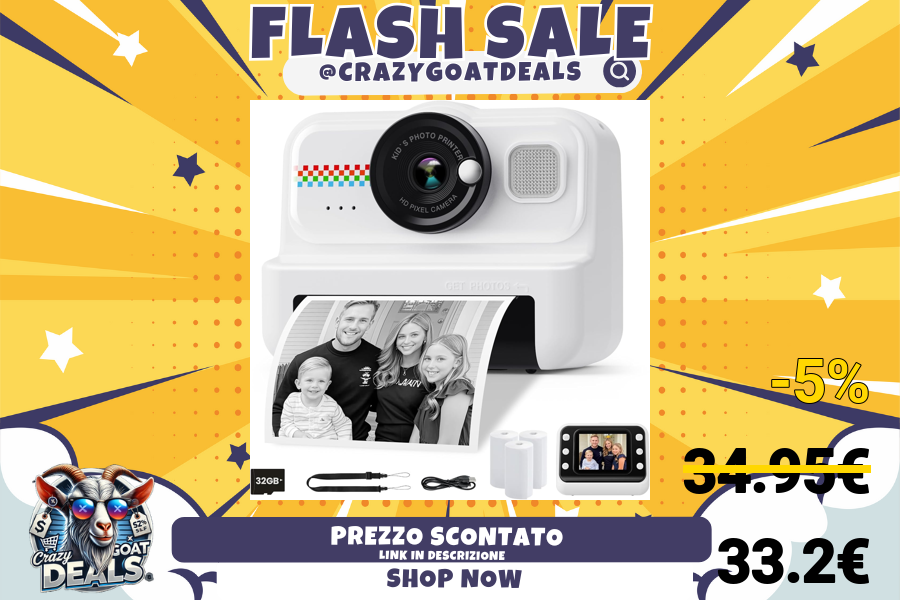 FLASH SALE
@CRAZYGOATDEALS
KID'S PHOTO PRINTER
HD PIXEL CAMERA
GET PHOTOS
32GB
-5%
34.95€
33.2€
$
52%
Crazy
GOAT
DEALS
PREZZO SCONTATO
LINK IN DESCRIZIONE
SHOP NOW